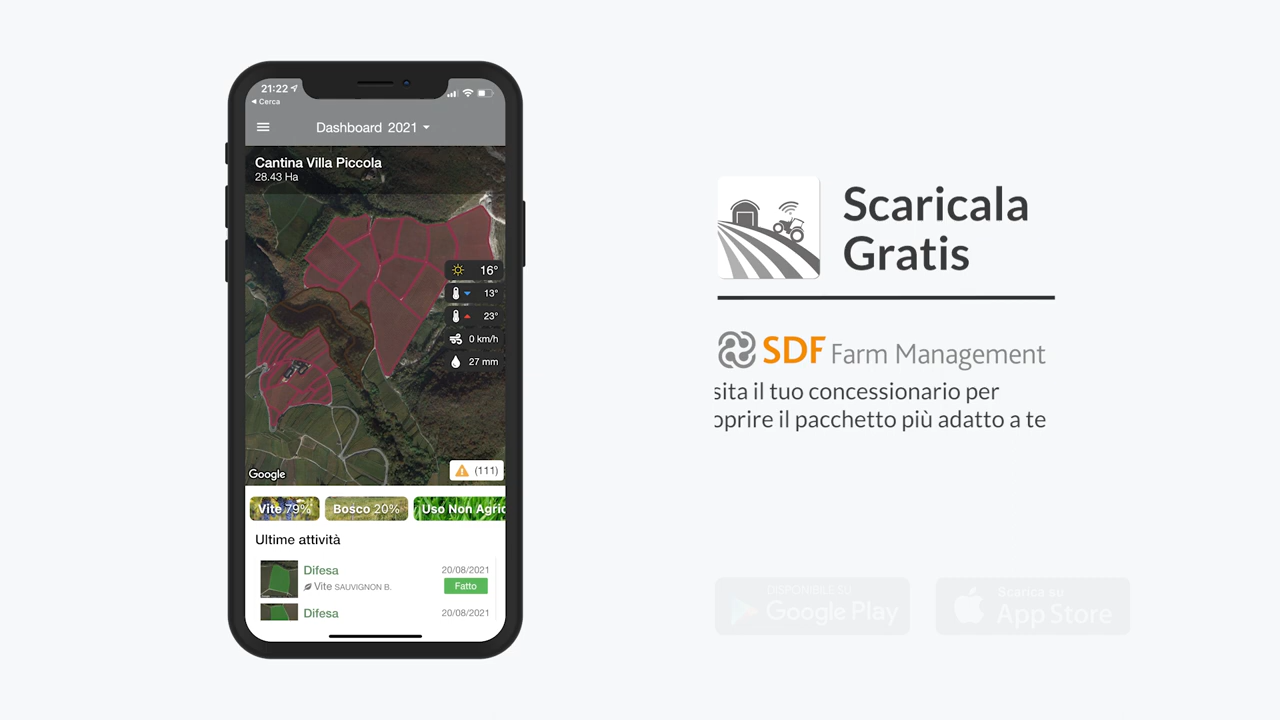 21:22
Cerca
Dashboard 2021
Cantina Villa Piccola
28.43 Ha
16°
13°
23°
0 km/h
27 mm
Google
(111)
Vite 79%
Bosco 20%
Uso Non Agric
Ultime attività
Difesa
20/08/2021
Vite SAUVIGNON B.
Fatto
Difesa
20/08/2021
Scaricala
Gratis
SDF Farm Management
sita il tuo concessionario per
oprire il pacchetto più adatto a te
DISPONIBILE SU
Google Play
Scarica su
App Store